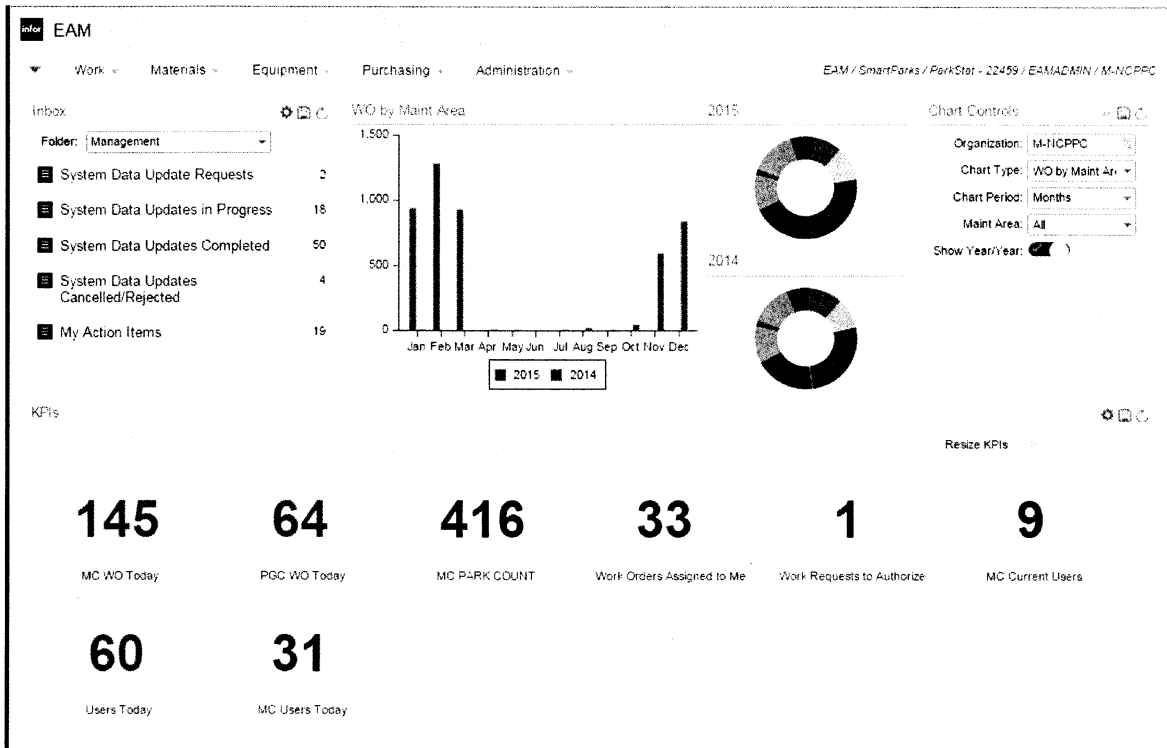 infor EAM
Work Materials Equipment Purchasing Administration
EAM / SmartParks / ParkStat - 22459 / EAMADMIN / M-NCPPC
Inbox
Folder: Management
System Data Update Requests 2
System Data Updates in Progress 18
System Data Updates Completed 50
System Data Updates
Cancelled/Rejected 4
My Action Items 19
WO by Maint Area
1.500
1.000
500
0
Jan Feb Mar Apr May Jun Jul Aug Sep Oct Nov Dec
2015 2014
2015
2014
Chart Controls
Organization: M-NCPPC
Chart Type: WO by Maint Ar
Chart Period: Months
Maint Area: All
Show Year/Year:
KPIs
Resize KPIs
145
MC WO Today
64
PGC WO Today
416
MC PARK COUNT
33
Work Orders Assigned to Me
1
Work Requests to Authorize
9
MC Current Users
60
Users Today
31
MC Users Today